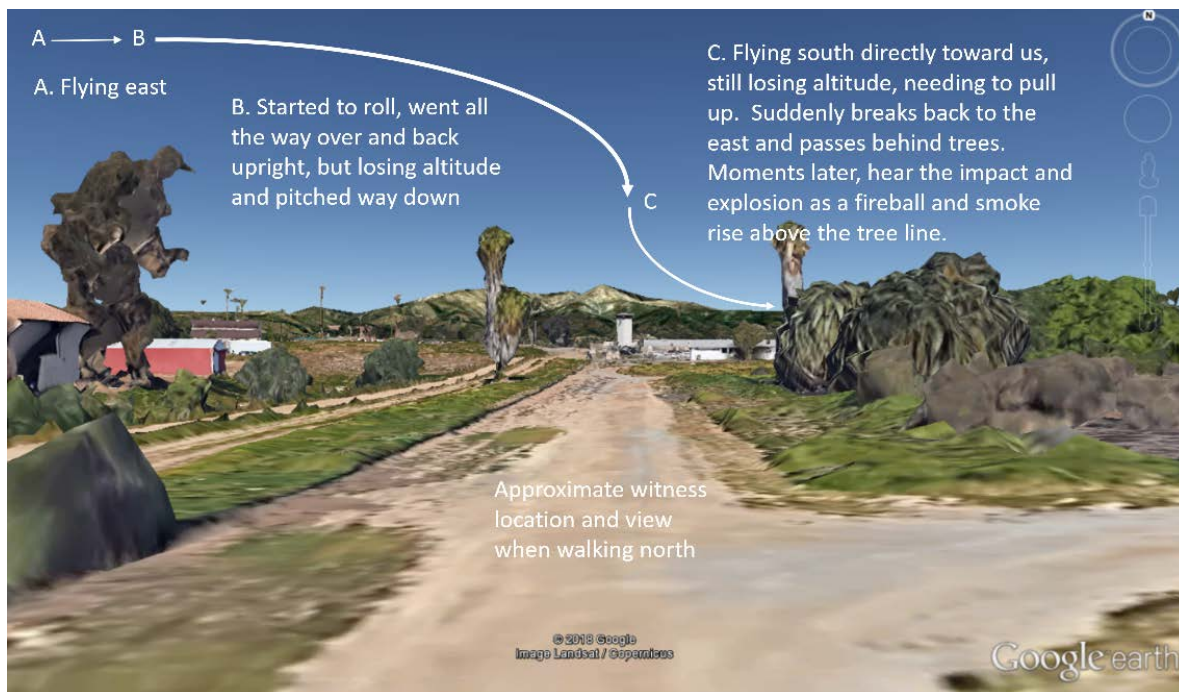 A B
A. Flying east
B. Started to roll, went all
the way over and back
upright, but losing altitude
and pitched way down
C
C. Flying south directly toward us,
still losing altitude, needing to pull
up.  Suddenly breaks back to the
east and passes behind trees.
Moments later, hear the impact and
explosion as a fireball and smoke
rise above the tree line.
N
Approximate witness
location and view
when walking north
© 2018 Google
Image Landsat / Copernicus
Google earth